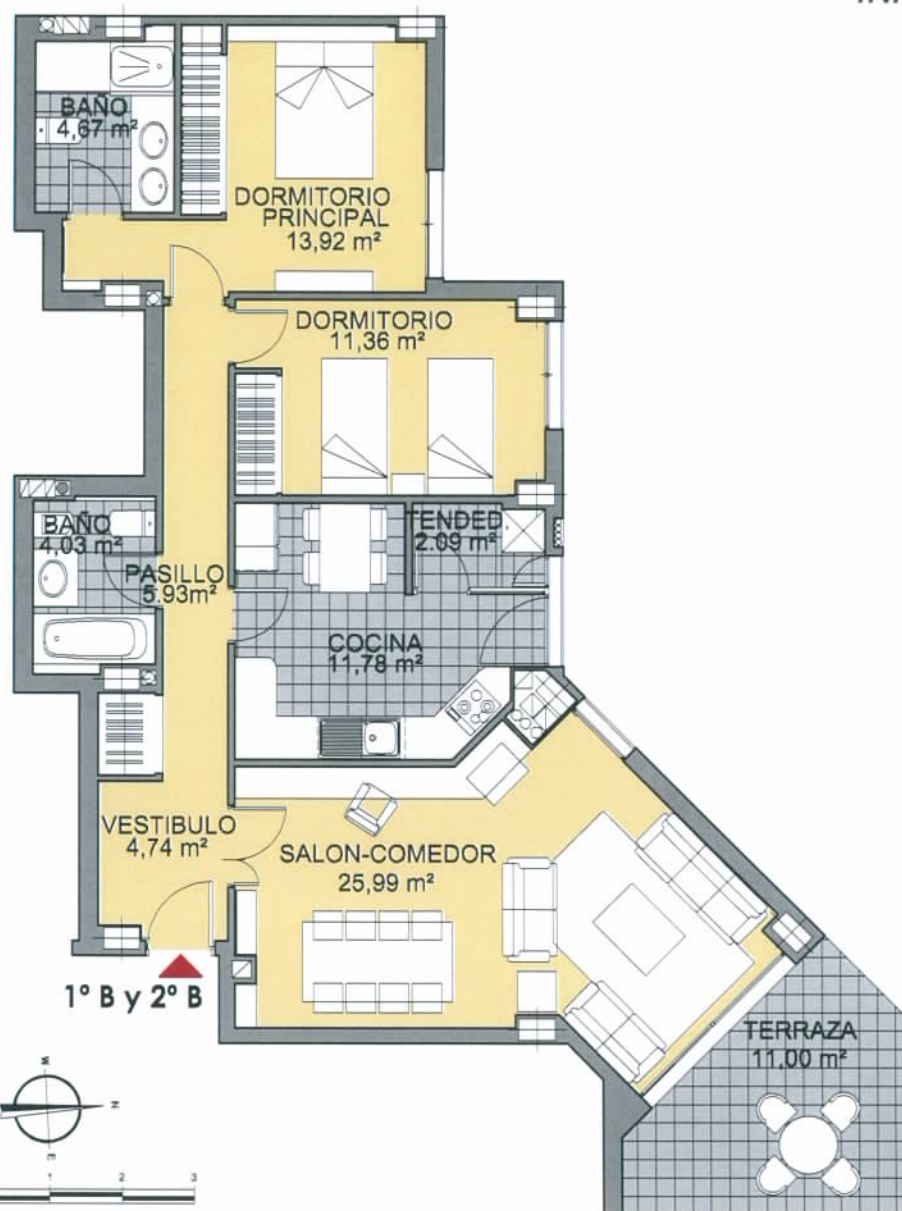 BAÑO
4,67 m²
DORMITORIO
PRINCIPAL
13,92 m²
DORMITORIO
11,36 m²
BAÑO
4,03 m²
TENDED.
2.09 m²
PASILLO
5.93m²
COCINA
11,78 m²
VESTIBULO
4,74 m²
SALON-COMEDOR
25,99 m²
1º B y 2º B
TERRAZA
11,00 m²
W
N
E
1
2
3